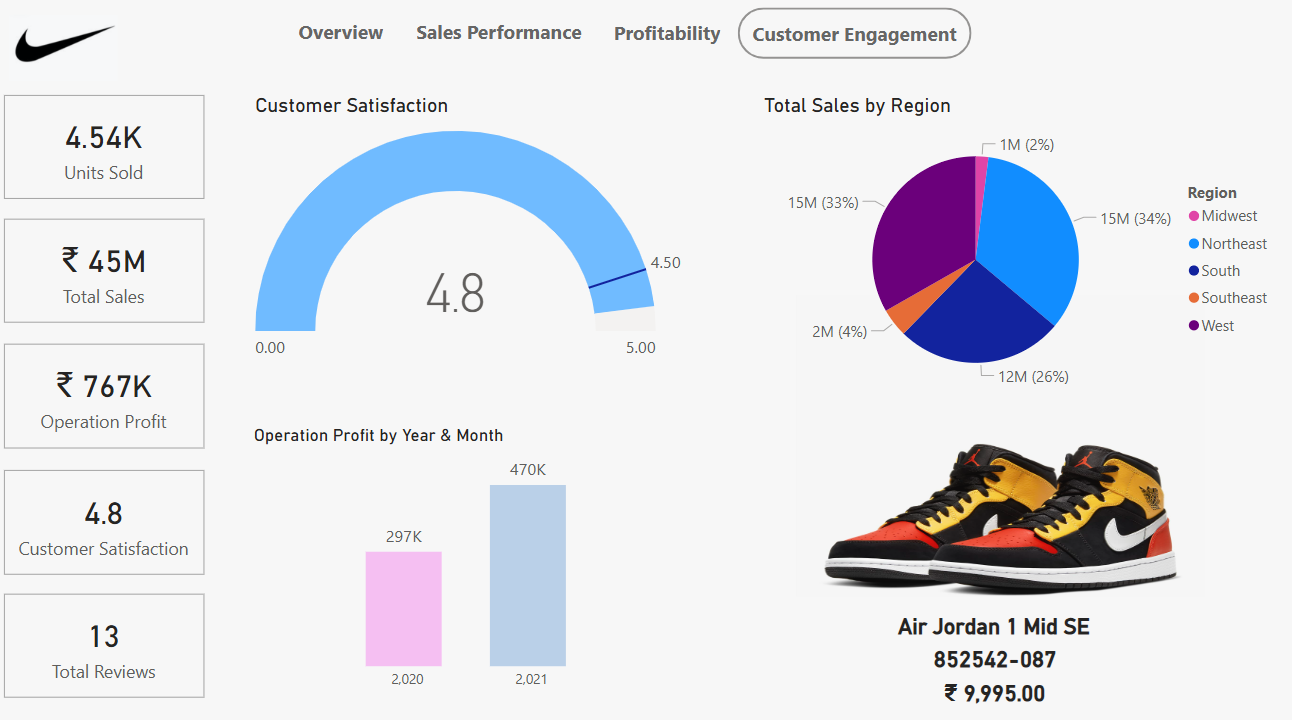 Overview
Sales Performance
Profitability
Customer Engagement
4.54K
Units Sold
₹ 45M
Total Sales
₹ 767K
Operation Profit
4.8
Customer Satisfaction
13
Total Reviews
Customer Satisfaction
4.50
4.8
0.00
5.00
Operation Profit by Year & Month
470K
297K
2,020
2,021
Total Sales by Region
1M (2%)
15M (33%)
15M (34%)
2M (4%)
12M (26%)
Region
Midwest
Northeast
South
Southeast
West
Air Jordan 1 Mid SE
852542-087
₹ 9,995.00